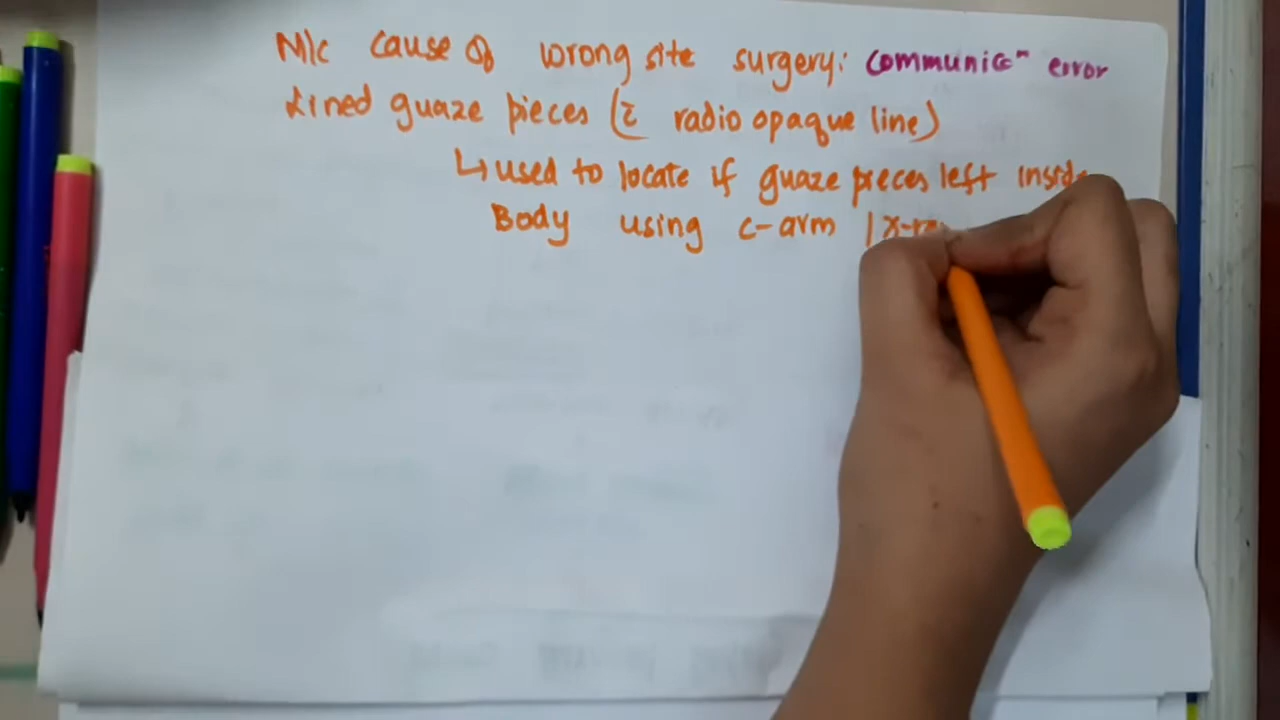 M/c cause of wrong site surgery: communicⁿ error
Lined guaze pieces (c̄ radio opaque line)
↳ used to locate if guaze pieces left inside
Body using c-arm / x-ra